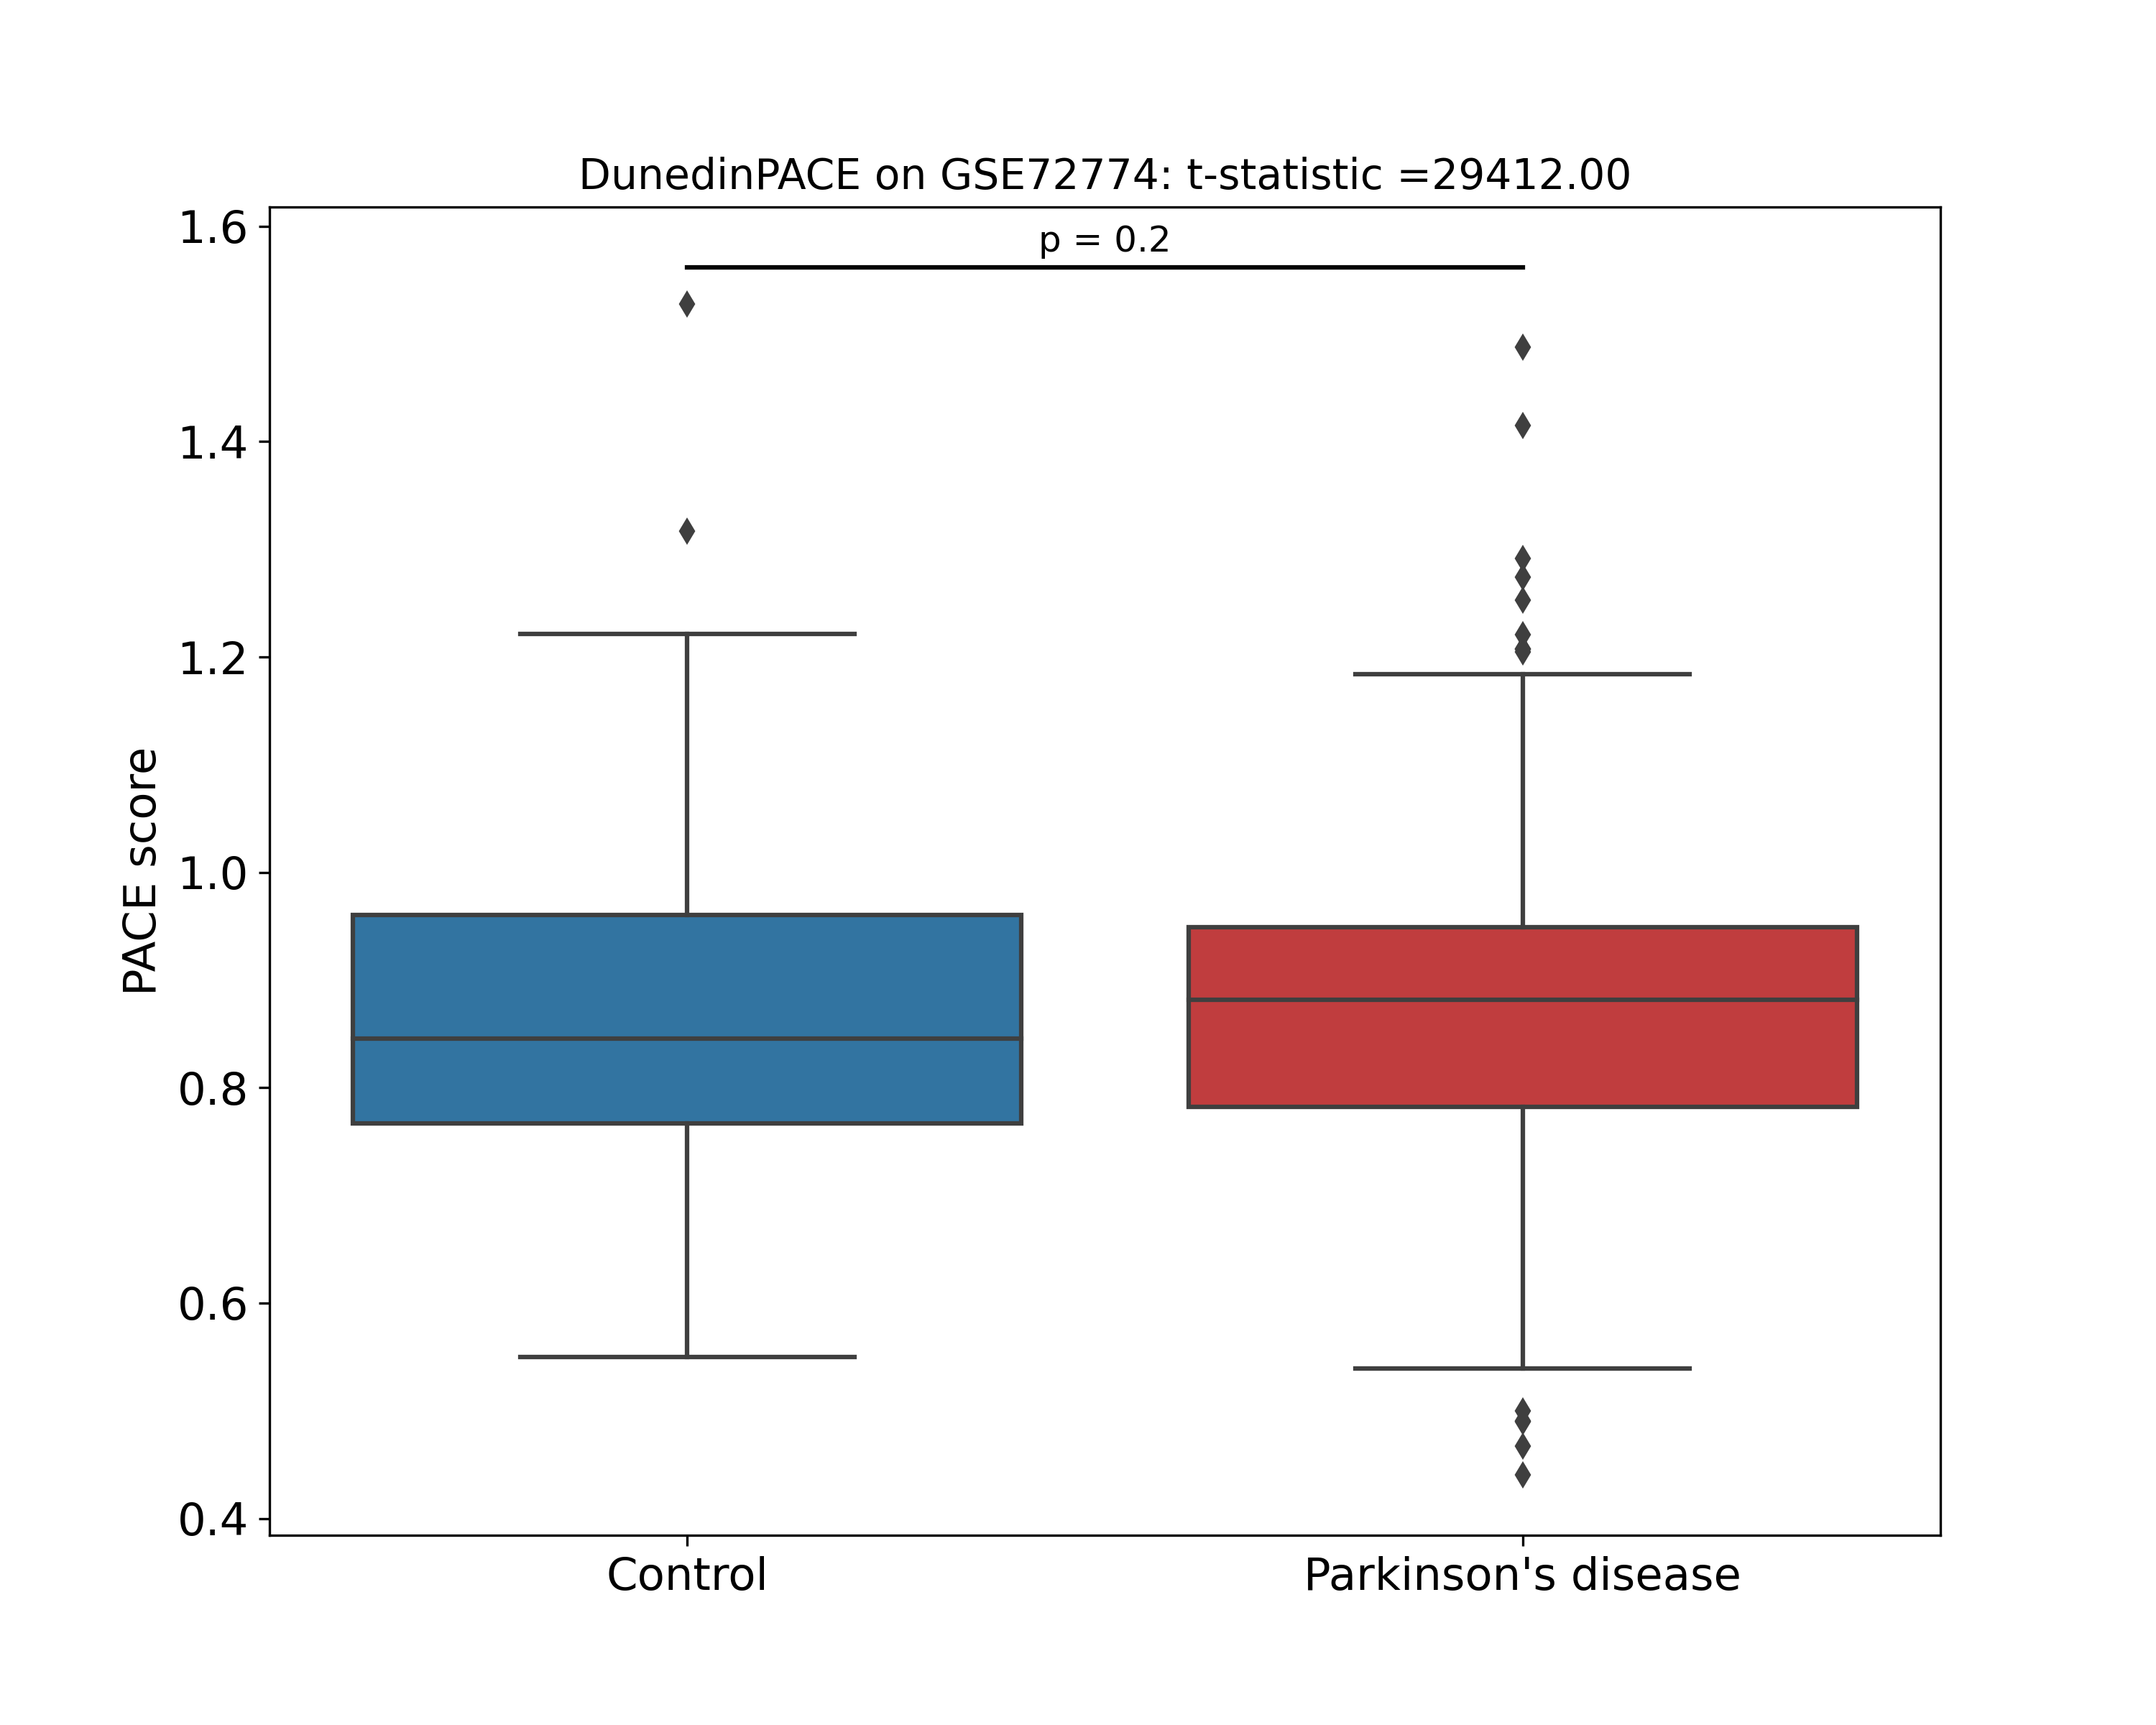 DunedinPACE on GSE72774: t-statistic =29412.00
p = 0.2
1.6
1.4
1.2
1.0
0.8
0.6
0.4
PACE score
Control
Parkinson's disease